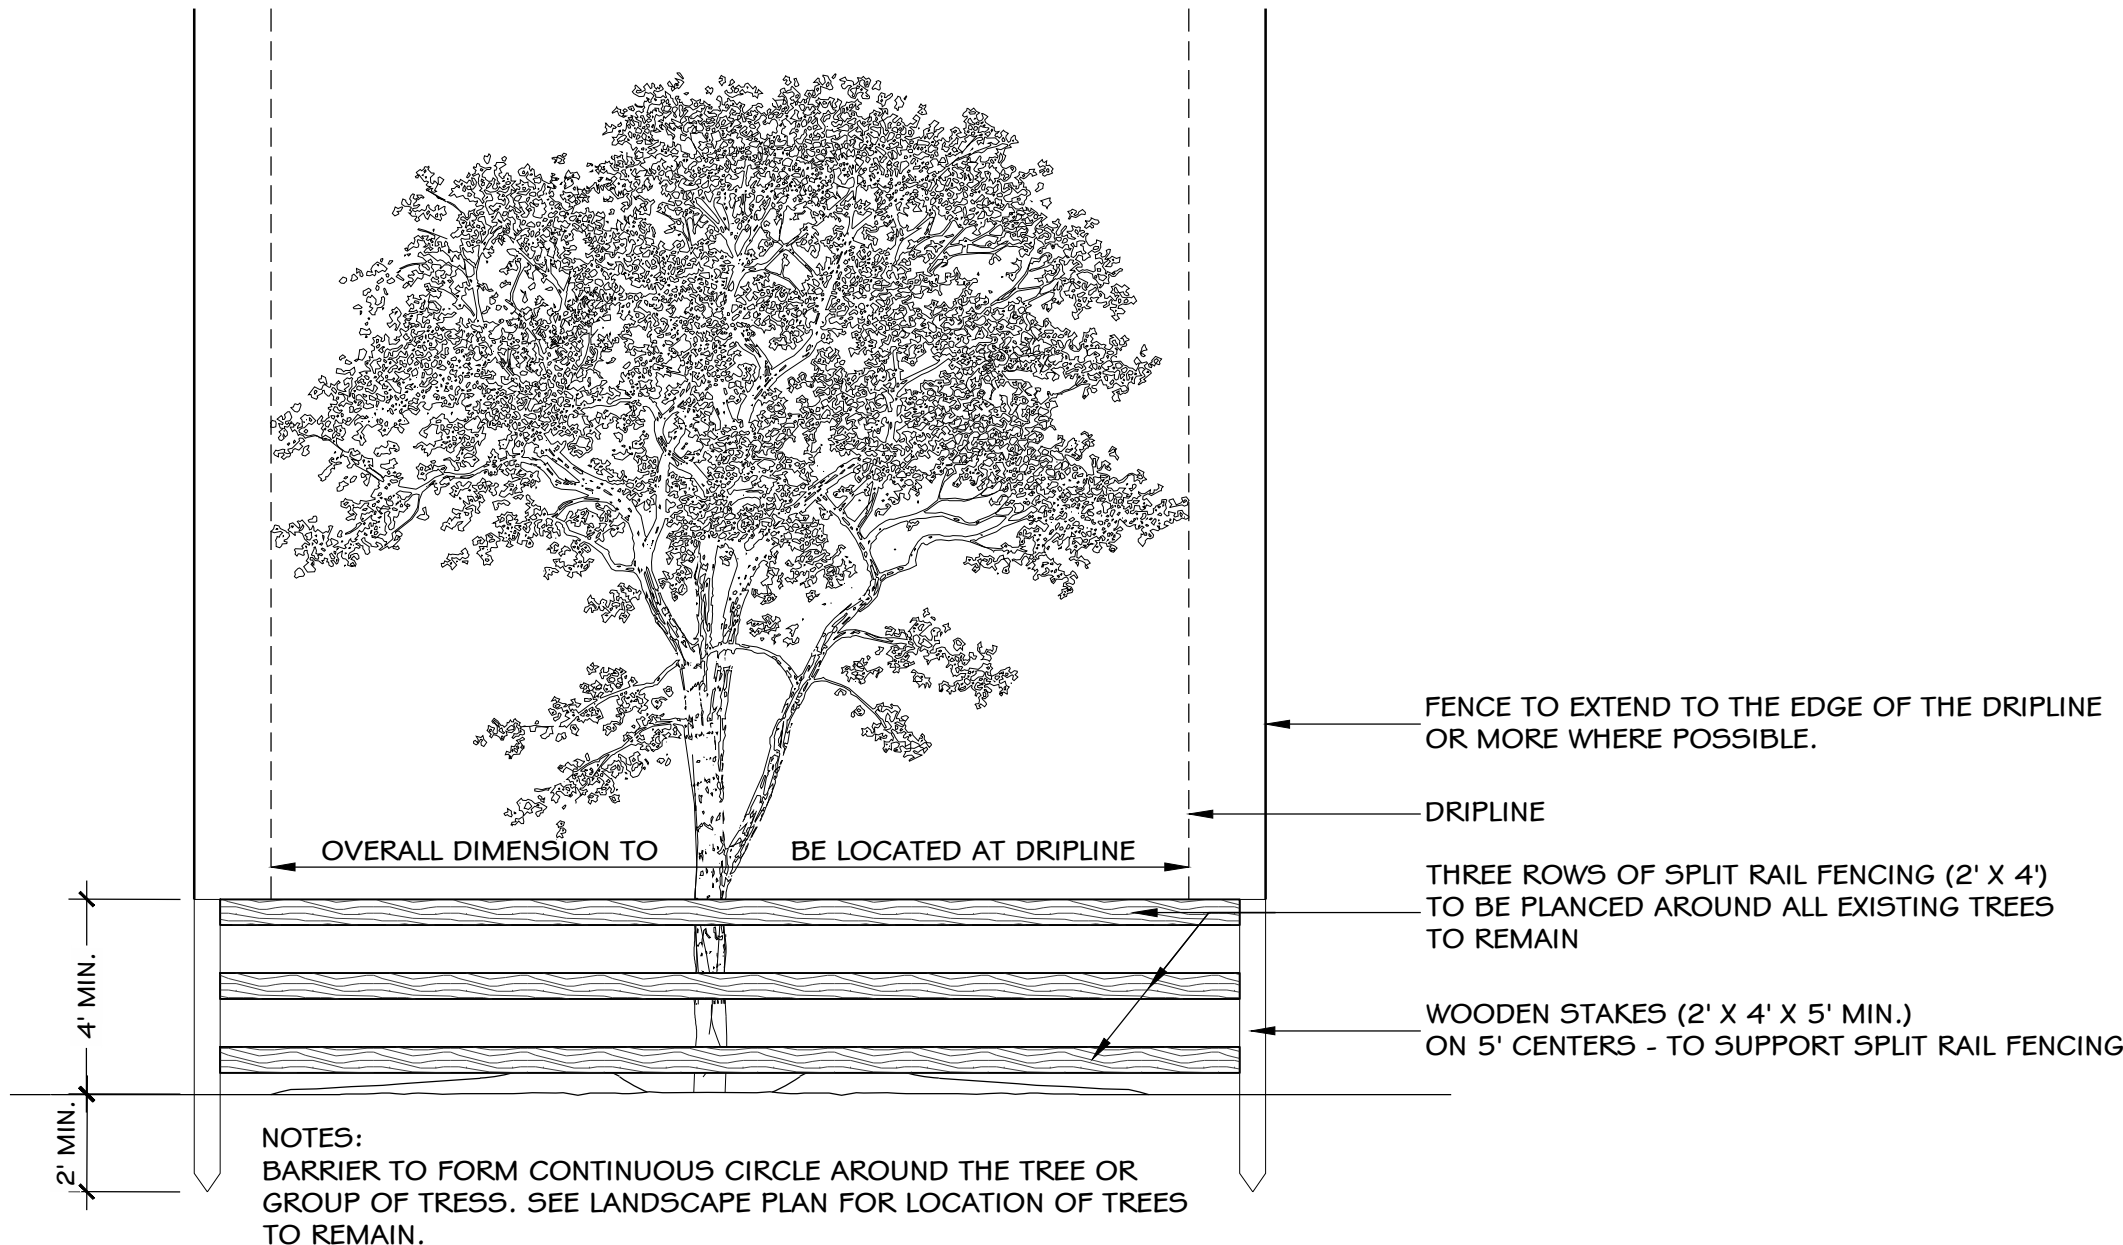 FENCE TO EXTEND TO THE EDGE OF THE DRIPLINE
OR MORE WHERE POSSIBLE.
DRIPLINE
OVERALL DIMENSION TO BE LOCATED AT DRIPLINE
THREE ROWS OF SPLIT RAIL FENCING (2' X 4')
TO BE PLANCED AROUND ALL EXISTING TREES
TO REMAIN
4' MIN.
WOODEN STAKES (2' X 4' X 5' MIN.)
ON 5' CENTERS - TO SUPPORT SPLIT RAIL FENCING
2' MIN.
NOTES:
BARRIER TO FORM CONTINUOUS CIRCLE AROUND THE TREE OR
GROUP OF TRESS. SEE LANDSCAPE PLAN FOR LOCATION OF TREES
TO REMAIN.